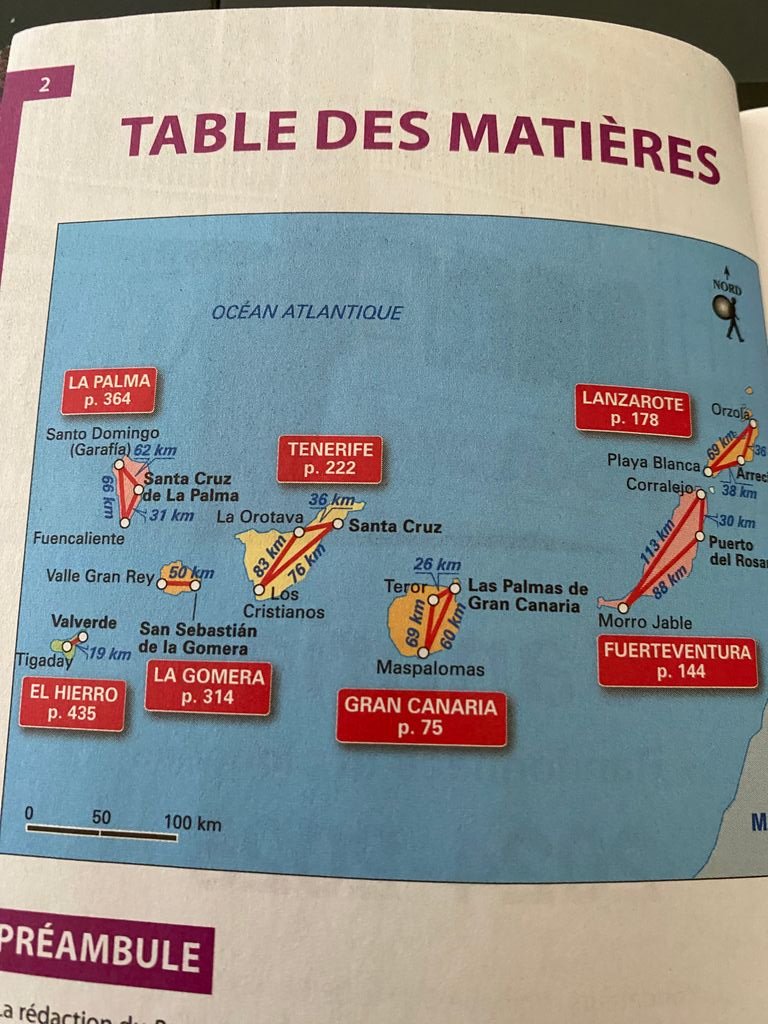 2
TABLE DES MATIÈRES
NORD
OCÉAN ATLANTIQUE
LA PALMA
p. 364
LANZAROTE
p. 178
Orzola
Santo Domingo
(Garafía) 62 km
TENERIFE
p. 222
69 km
36
Playa Blanca
38 km
Corralejo
66 km
Santa Cruz
de La Palma
31 km
36 km
La Orotava
Santa Cruz
30 km
Fuencaliente
83 km
76 km
113 km
Puerto
88 km
26 km
Valle Gran Rey
50 km
Los
Cristianos
Teror
Las Palmas de
Gran Canaria
69 km
60 km
Morro Jable
Valverde
San Sebastián
de la Gomera
Tigaday
19 km
Maspalomas
FUERTEVENTURA
p. 144
LA GOMERA
p. 314
EL HIERRO
p. 435
GRAN CANARIA
p. 75
0 50 100 km
PRÉAMBULE
La rédaction du